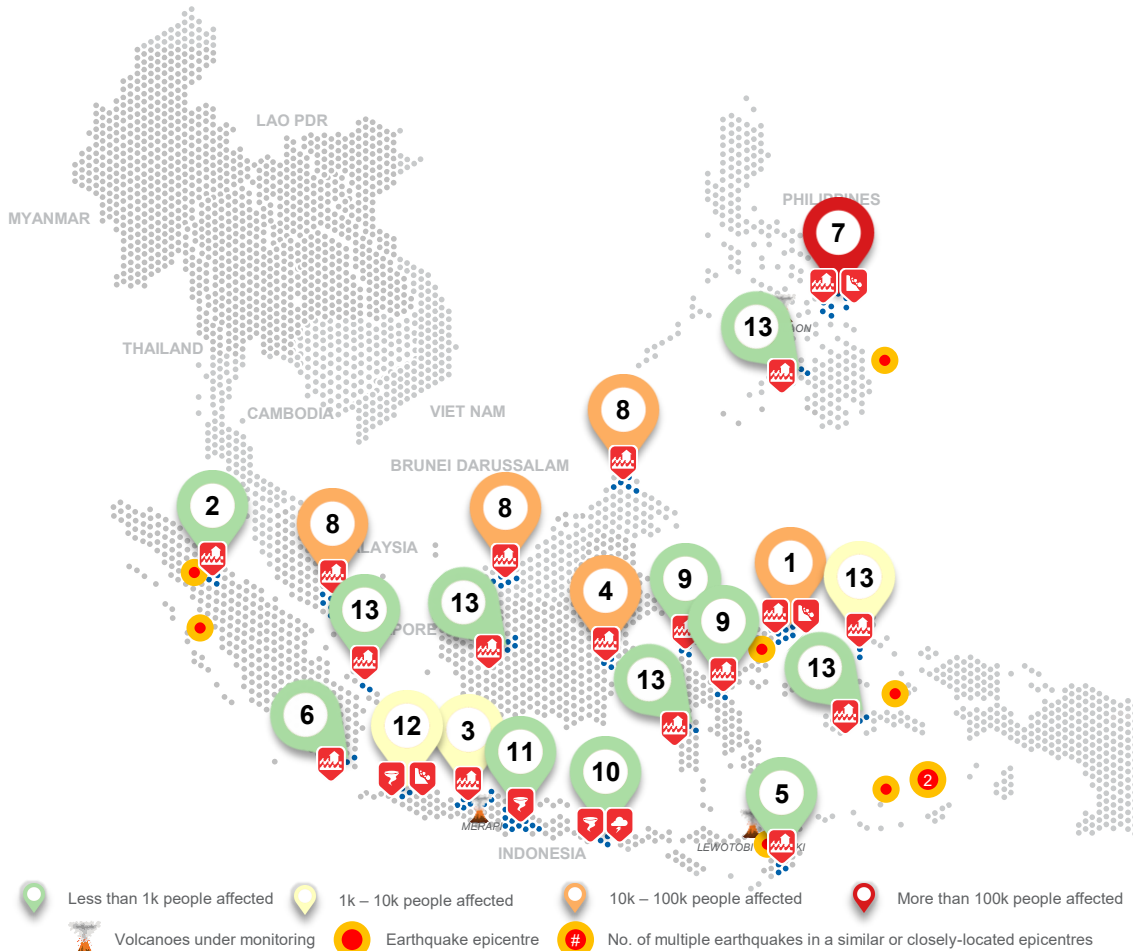 LAO PDR
MYANMAR
PHILIPPINES
7
13
THAILAND
CAMBODIA
VIET NAM
8
BRUNEI DARUSSALAM
2
8
8
1
13
4
9
13
13
9
13
13
6
12
3
11
10
5
2
MERAPI
INDONESIA
Less than 1k people affected
1k – 10k people affected
10k – 100k people affected
More than 100k people affected
Volcanoes under monitoring
Earthquake epicentre
# No. of multiple earthquakes in a similar or closely-located epicentres